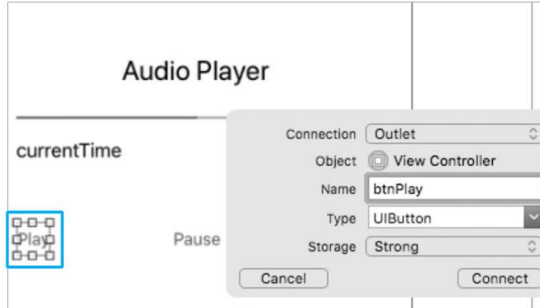 Audio Player
currentTime
Play
Pause
Connection Outlet
Object View Controller
Name btnPlay
Type UIButton
Storage Strong
Cancel Connect